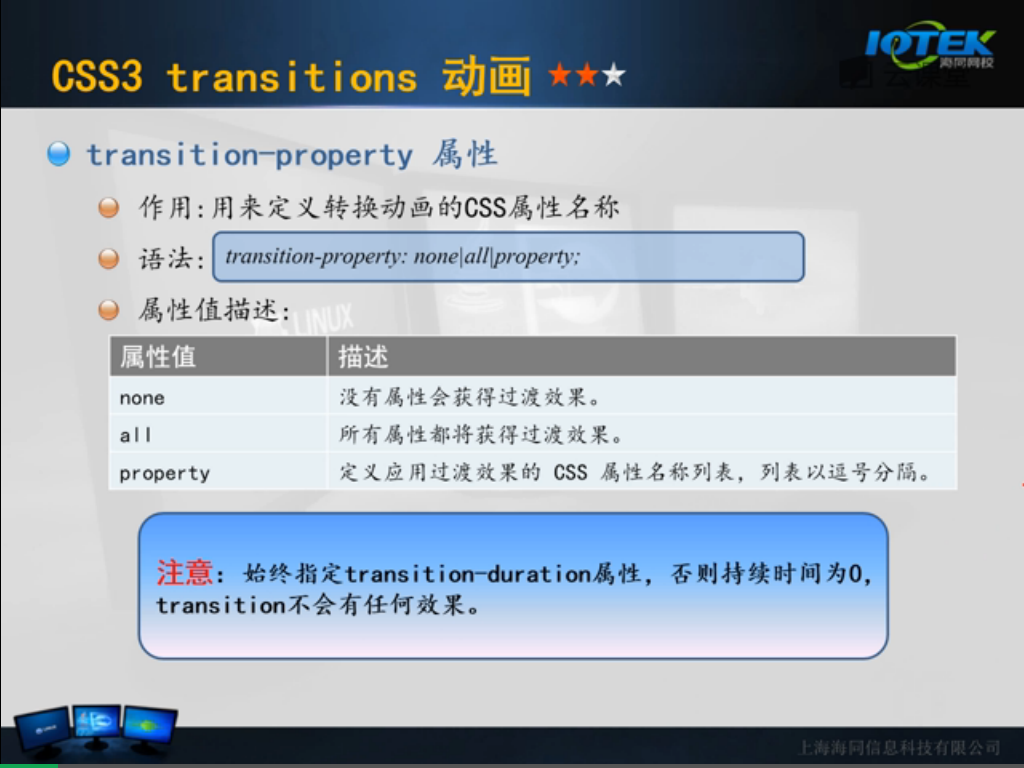 CSS3 transitions 动画
IOTEK
海同网校
云课堂
transition-property 属性
作用:用来定义转换动画的CSS属性名称
语法:
transition-property: none|all|property;
属性值描述:
LINUX
属性值 描述
none 没有属性会获得过渡效果。
all 所有属性都将获得过渡效果。
property 定义应用过渡效果的 CSS 属性名称列表，列表以逗号分隔。
注意：始终指定transition-duration属性，否则持续时间为0，
transition不会有任何效果。
上海海同信息科技有限公司